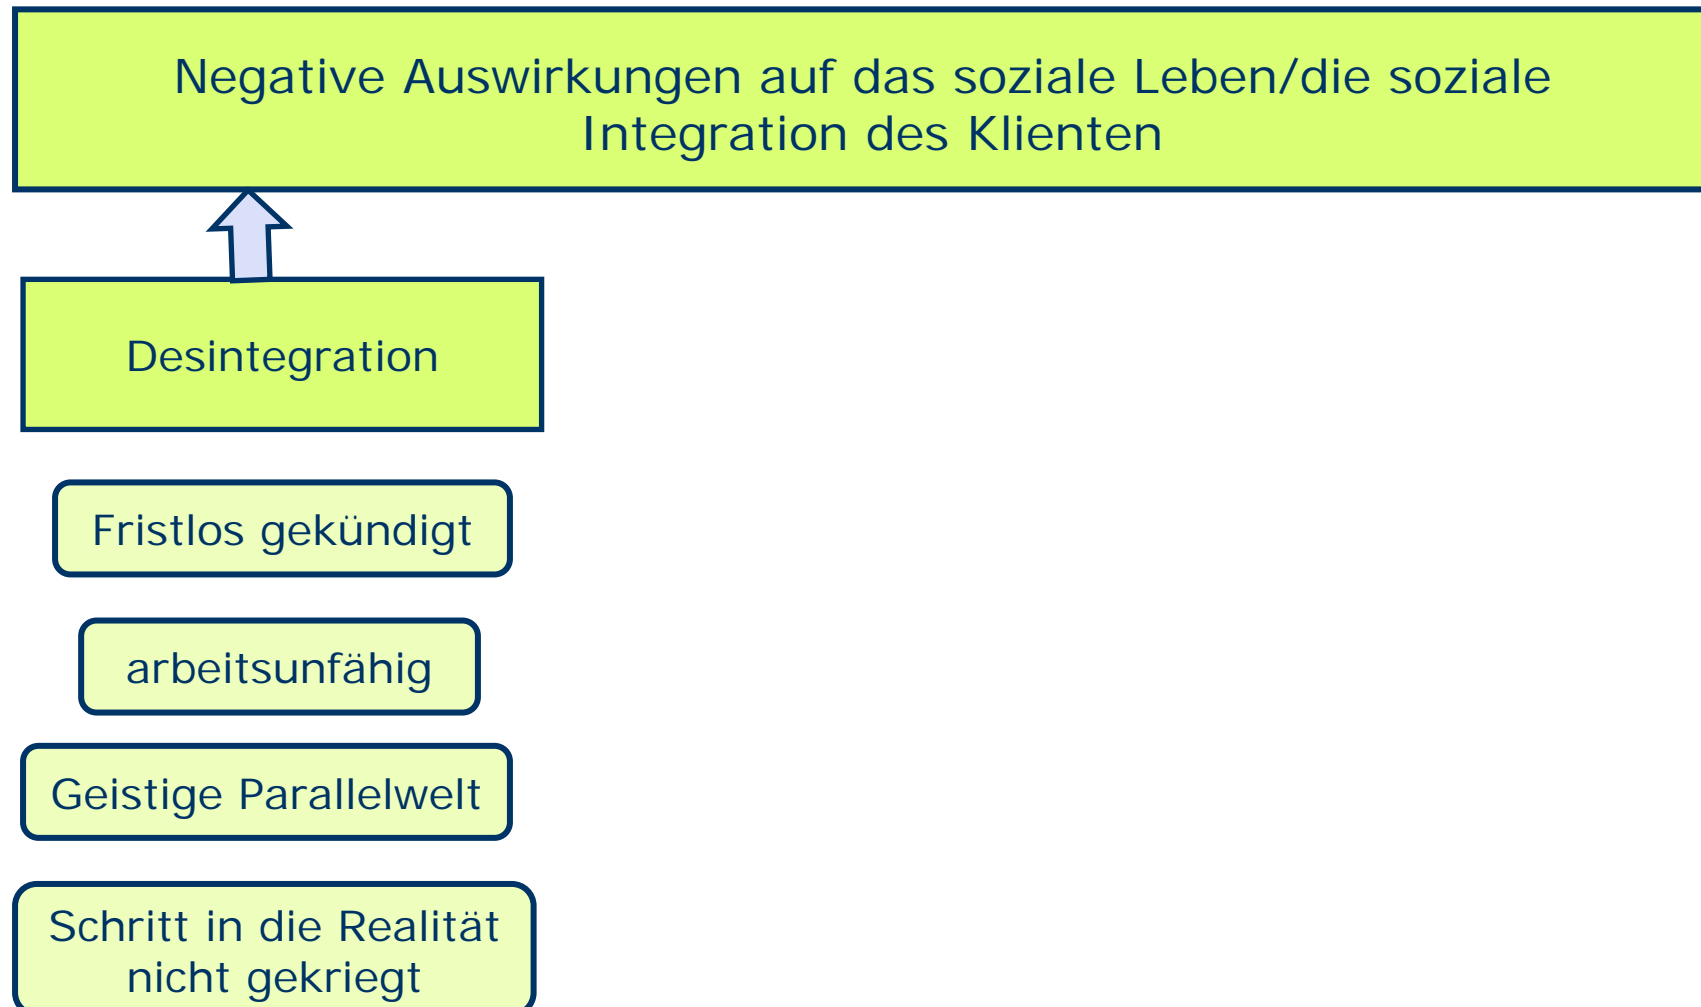 Negative Auswirkungen auf das soziale Leben/die soziale
Integration des Klienten
Desintegration
Fristlos gekündigt
arbeitsunfähig
Geistige Parallelwelt
Schritt in die Realität
nicht gekriegt